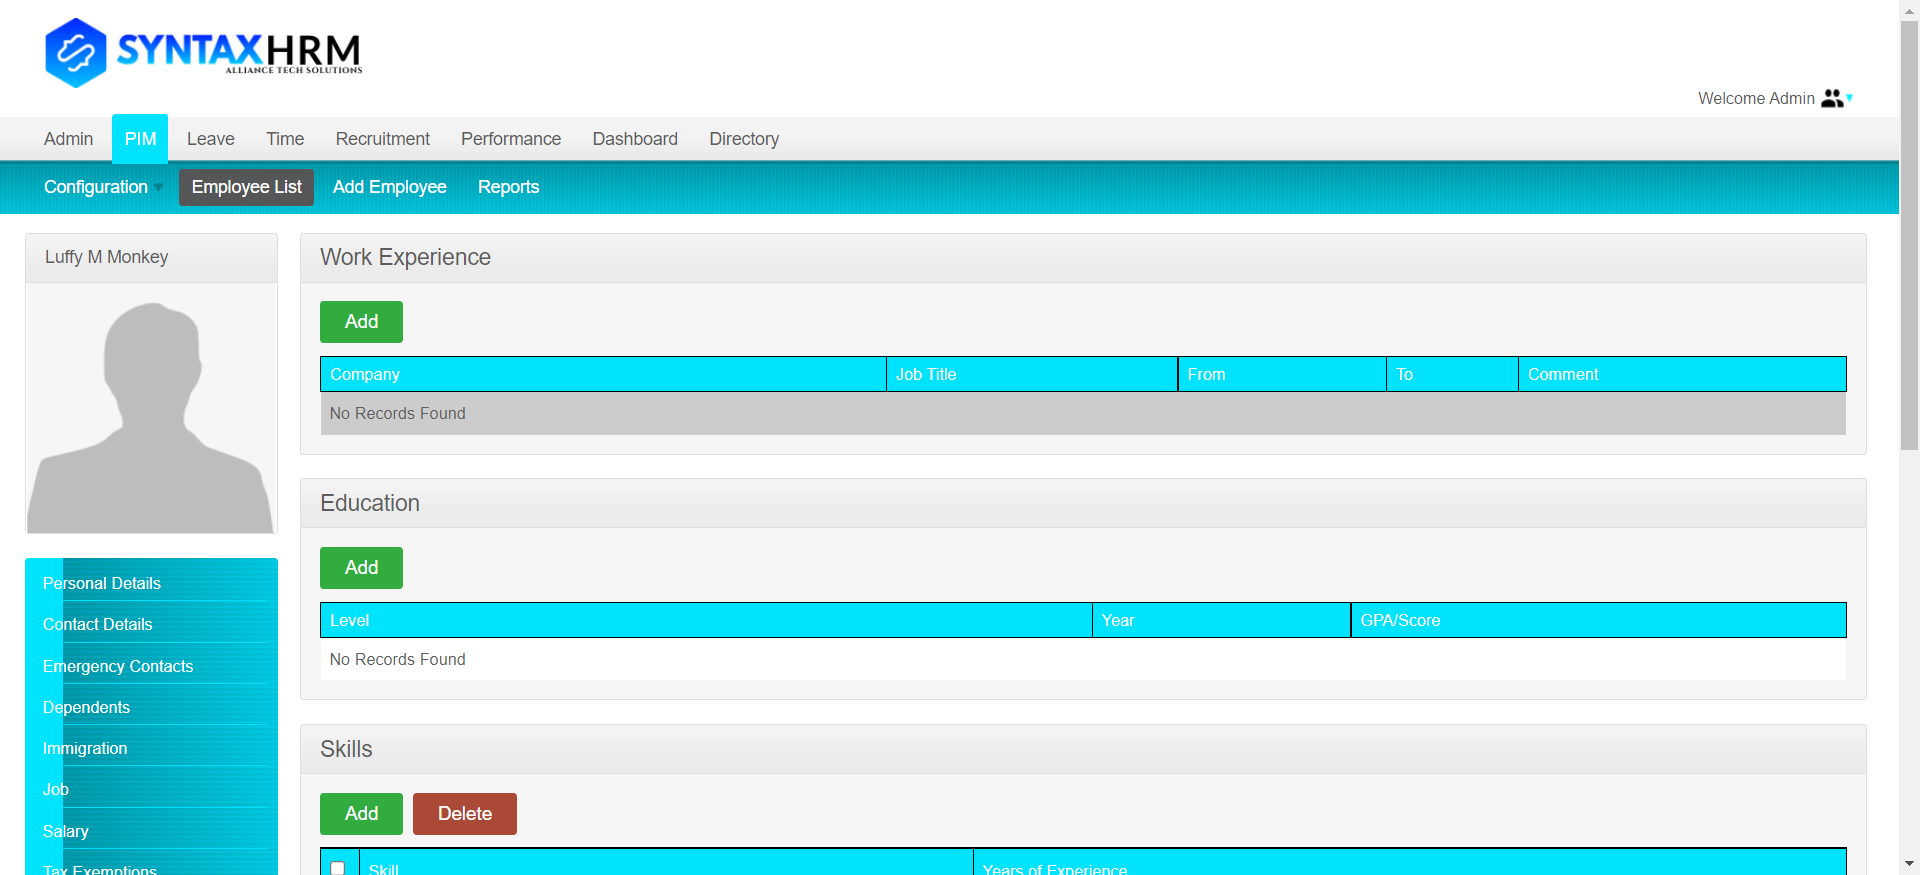 SYNTAXHRM
ALLIANCE TECH SOLUTIONS
Welcome Admin
Admin PIM Leave Time Recruitment Performance Dashboard Directory
Configuration Employee List Add Employee Reports
Luffy M Monkey
Work Experience
Add
Company Job Title From To Comment
No Records Found
Education
Add
Level Year GPA/Score
No Records Found
Personal Details
Contact Details
Emergency Contacts
Dependents
Immigration
Job
Salary
Tax Exemptions
Skills
Add Delete
Skill Years of Experience